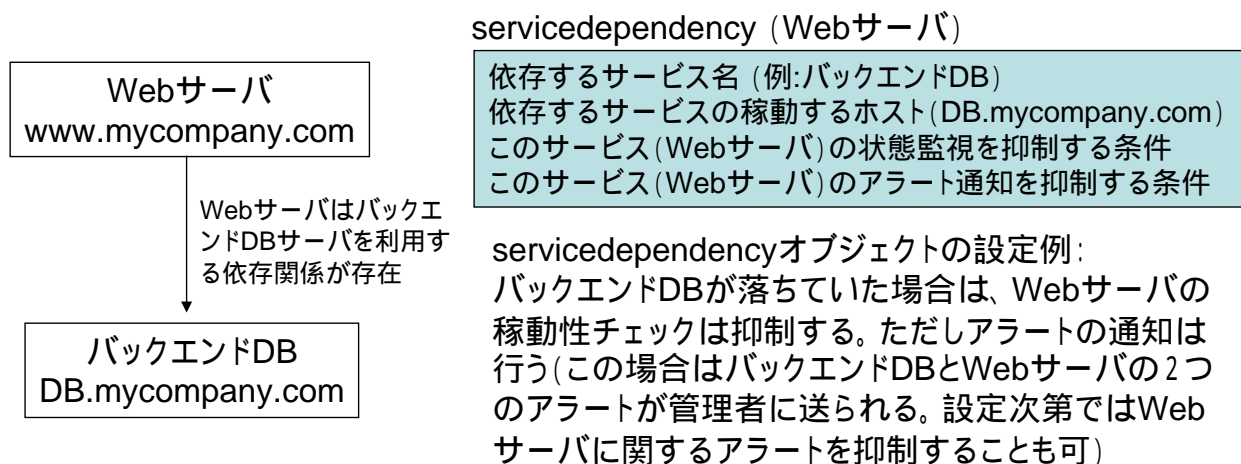 servicedependency (Webサーバ)
Webサーバ
www.mycompany.com
Webサーバはバックエ
ンドDBサーバを利用す
る依存関係が存在
バックエンドDB
DB.mycompany.com
依存するサービス名 (例:バックエンドDB)
依存するサービスの稼動するホスト(DB.mycompany.com)
このサービス(Webサーバ)の状態監視を抑制する条件
このサービス(Webサーバ)のアラート通知を抑制する条件
servicedependencyオブジェクトの設定例:
バックエンドDBが落ちていた場合は、Webサーバの
稼動性チェックは抑制する。ただしアラートの通知は
行う(この場合はバックエンドDBとWebサーバの2つ
のアラートが管理者に送られる。設定次第ではWeb
サーバに関するアラートを抑制することも可)